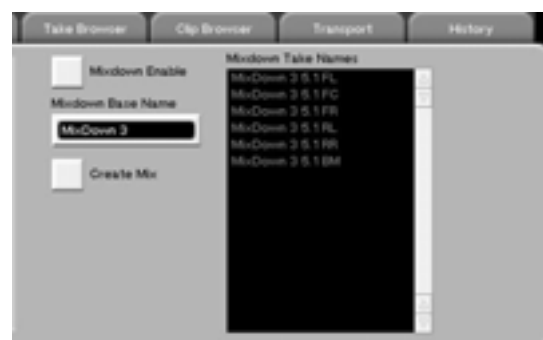 Take Browser Clip Browser Transport History
Mixdown Enable
Mixdown Base Name
MixDown 3
Create Mix
Mixdown Take Names
MixDown 3 5.1 FL
MixDown 3 5.1 FC
MixDown 3 5.1 FR
MixDown 3 5.1 RL
MixDown 3 5.1 RR
MixDown 3 5.1 BM